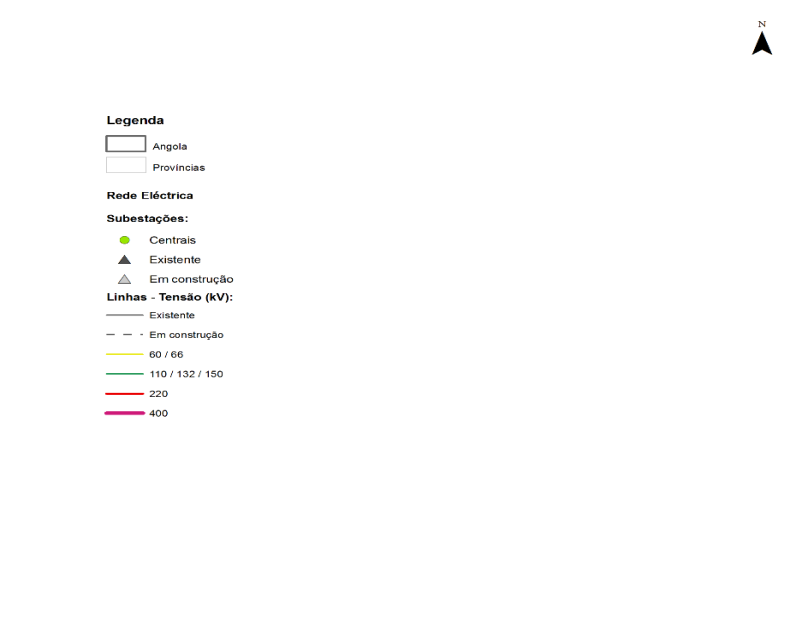 N
Legenda
Angola
Províncias
Rede Eléctrica
Subestações:
Centrais
Existente
Em construção
Linhas - Tensão (kV):
Existente
Em construção
60 / 66
110 / 132 / 150
220
400